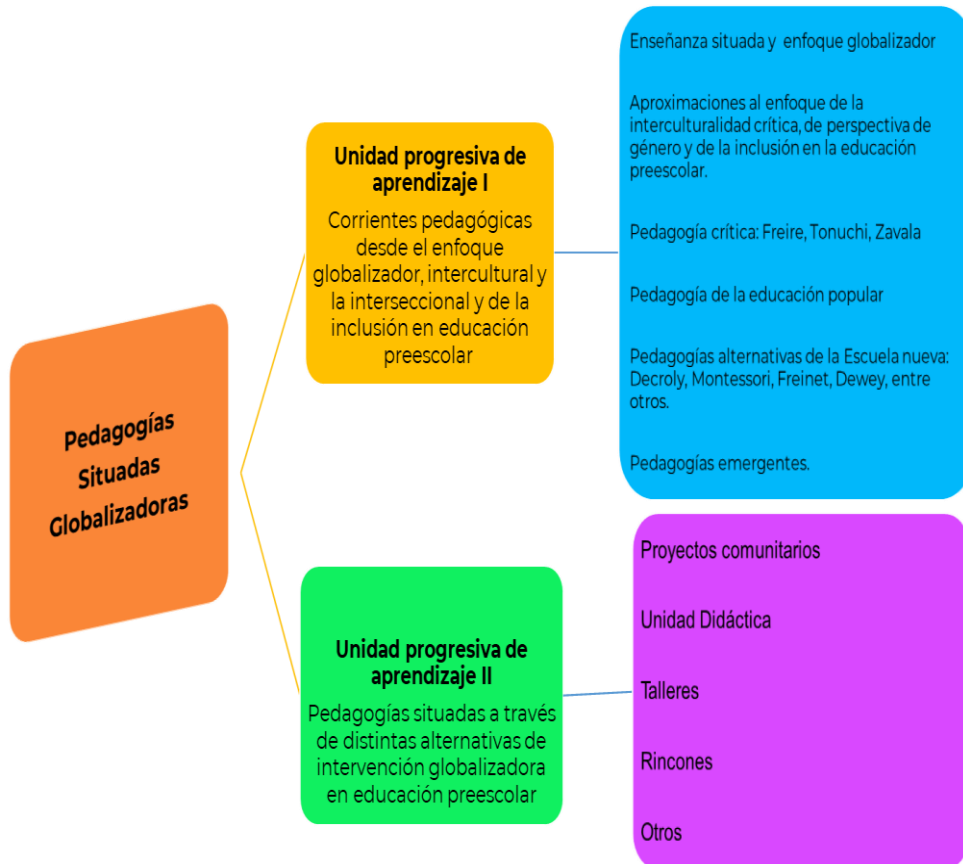 Pedagogías
Situadas
Globalizadoras
Unidad progresiva de
aprendizaje I
Corrientes pedagógicas
desde el enfoque
globalizador, intercultural y
la interseccional y de la
inclusión en educación
preescolar
Enseñanza situada y enfoque globalizador
Aproximaciones al enfoque de la
interculturalidad crítica, de perspectiva de
género y de la inclusión en la educación
preescolar.
Pedagogía crítica: Freire, Tonuchi, Zavala
Pedagogía de la educación popular
Pedagogías alternativas de la Escuela nueva:
Decroly, Montessori, Freinet, Dewey, entre
otros.
Pedagogías emergentes.
Unidad progresiva de
aprendizaje II
Pedagogías situadas a través
de distintas alternativas de
intervención globalizadora
en educación preescolar
Proyectos comunitarios
Unidad Didáctica
Talleres
Rincones
Otros